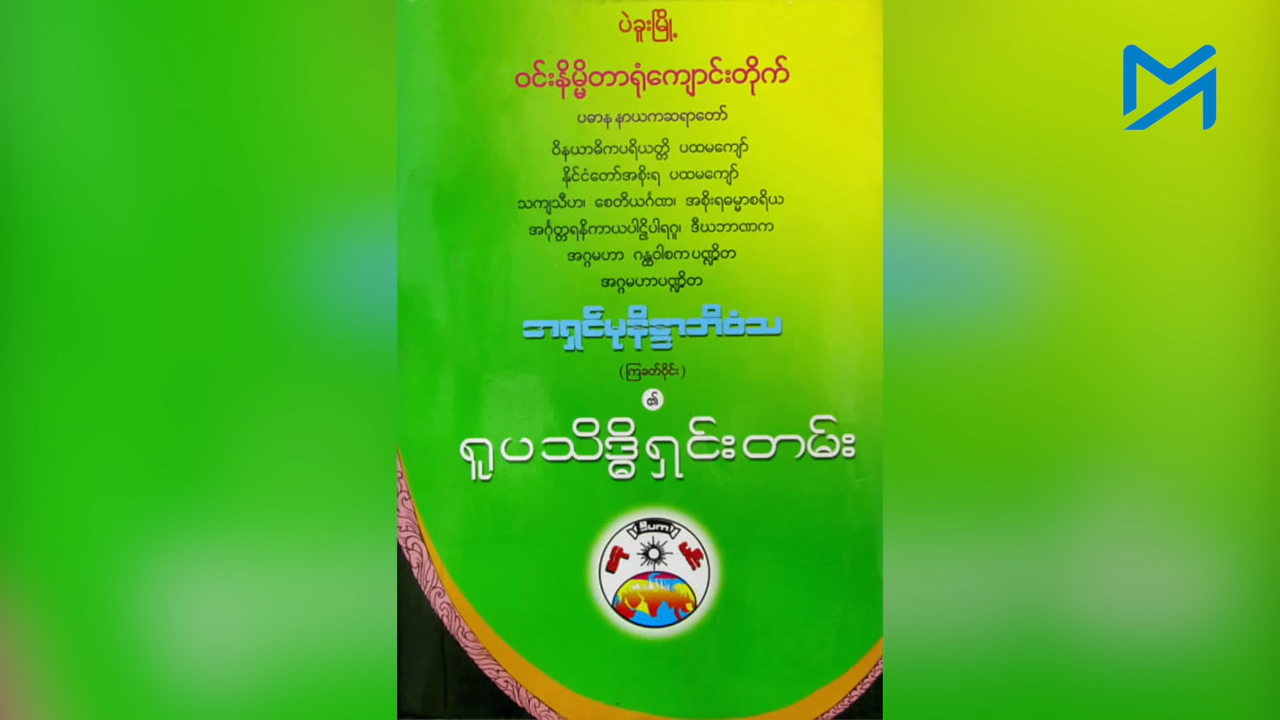 ပဲခူးမြို့
ဝင်းနိမ္မိတာရုံကျောင်းတိုက်
ပဓာန နာယကဆရာတော်
ဝိနယာဓိကပရိယတ္တိ ပထမကျော်
နိုင်ငံတော်အစိုးရ ပထမကျော်
သကျသီဟ၊ စေတိယင်္ဂဏ၊ အစိုးရဓမ္မာစရိယ
အင်္ဂုတ္တရနိကာယပါဠိပါရဂူ၊ ဒီဃဘာဏက
အဂ္ဂမဟာ ဂန္ထဝါစကပဏ္ဍိတ
အဂ္ဂမဟာပဏ္ဍိတ
အရှင်မုနိန္ဒာဘိဝံသ
(ကြခတ်ဝိုင်း)
၏
ရူပသိဒ္ဓိရှင်းတမ်း